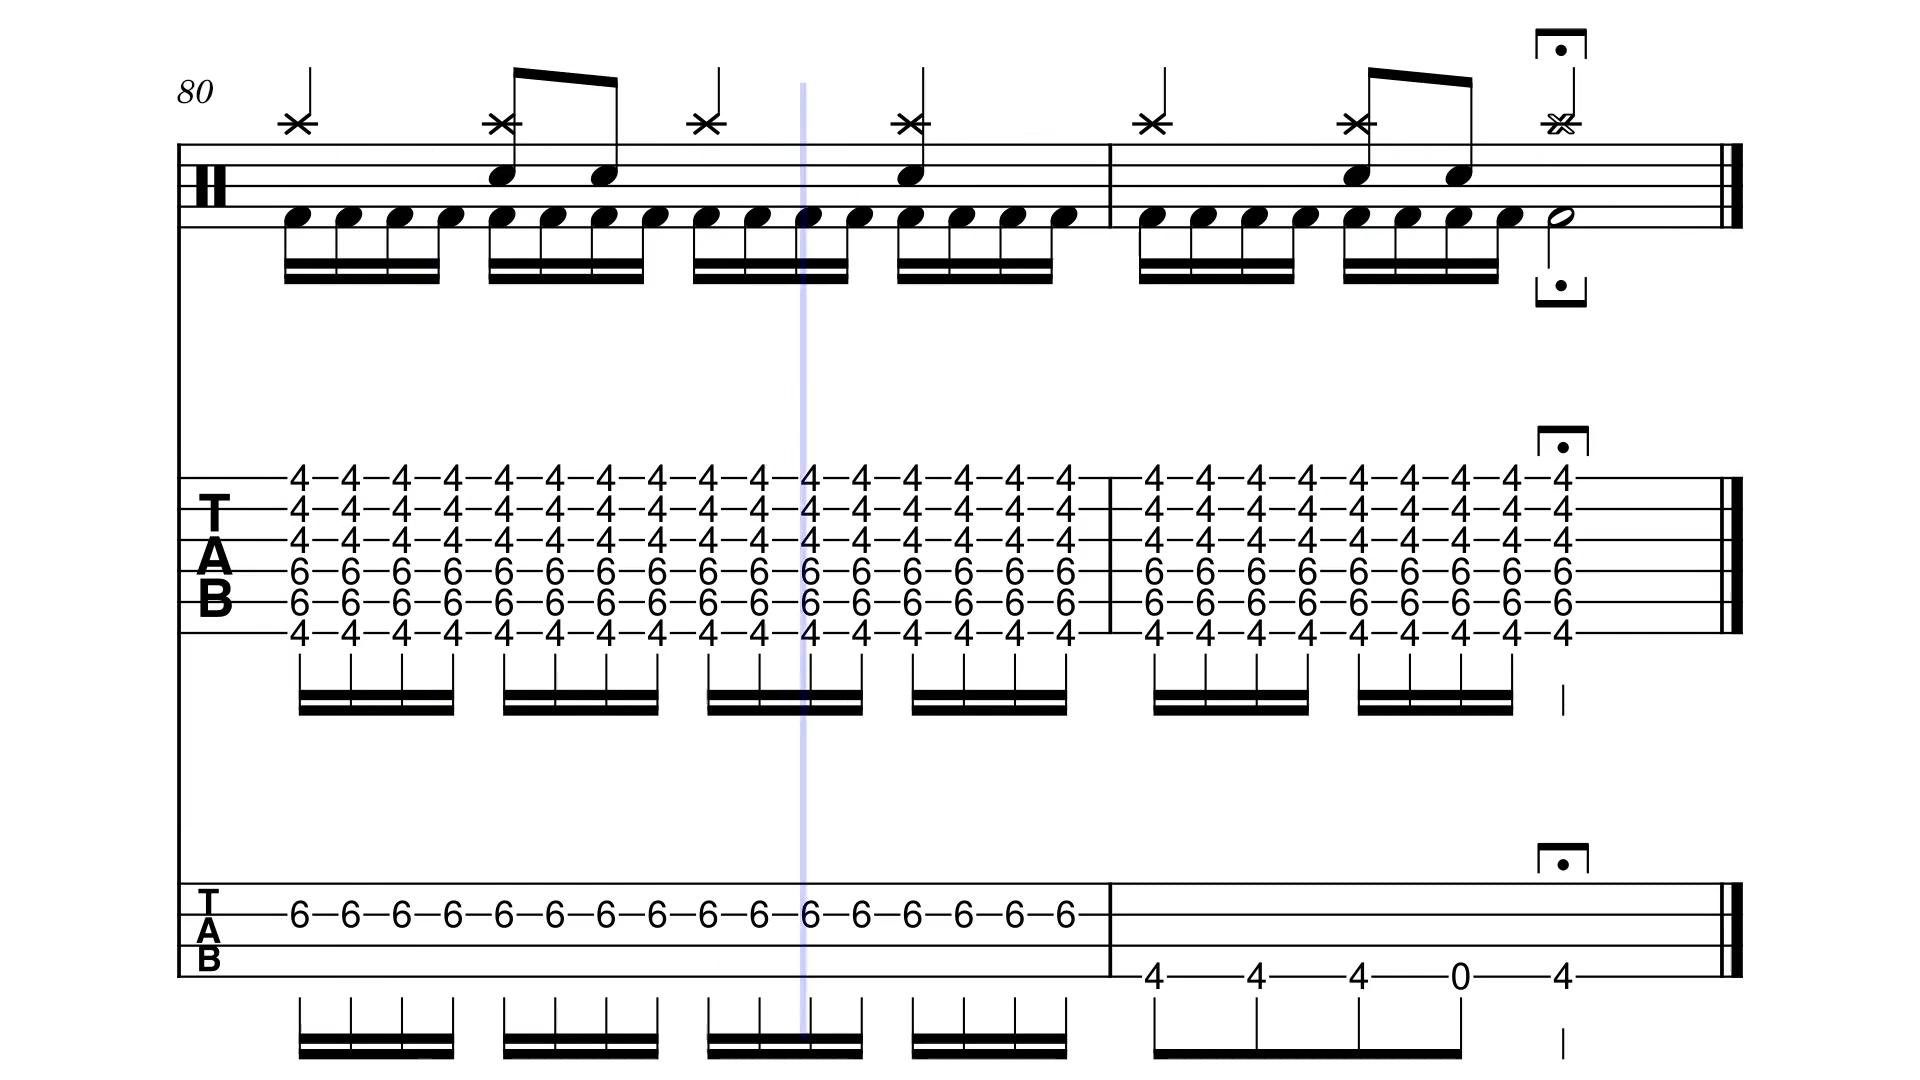 80
4 4 4 4 4 4 4 4 4 4 4 4 4 4 4 4 4 4 4 4 4 4 4 4 4
T 4 4 4 4 4 4 4 4 4 4 4 4 4 4 4 4 4 4 4 4 4 4 4 4 4
A 4 4 4 4 4 4 4 4 4 4 4 4 4 4 4 4 4 4 4 4 4 4 4 4 4
6 6 6 6 6 6 6 6 6 6 6 6 6 6 6 6 6 6 6 6 6 6 6 6 6
B 6 6 6 6 6 6 6 6 6 6 6 6 6 6 6 6 6 6 6 6 6 6 6 6 6
4 4 4 4 4 4 4 4 4 4 4 4 4 4 4 4 4 4 4 4 4 4 4 4 4
T 6 6 6 6 6 6 6 6 6 6 6 6 6 6 6 6
A
B 4 4 4 0 4